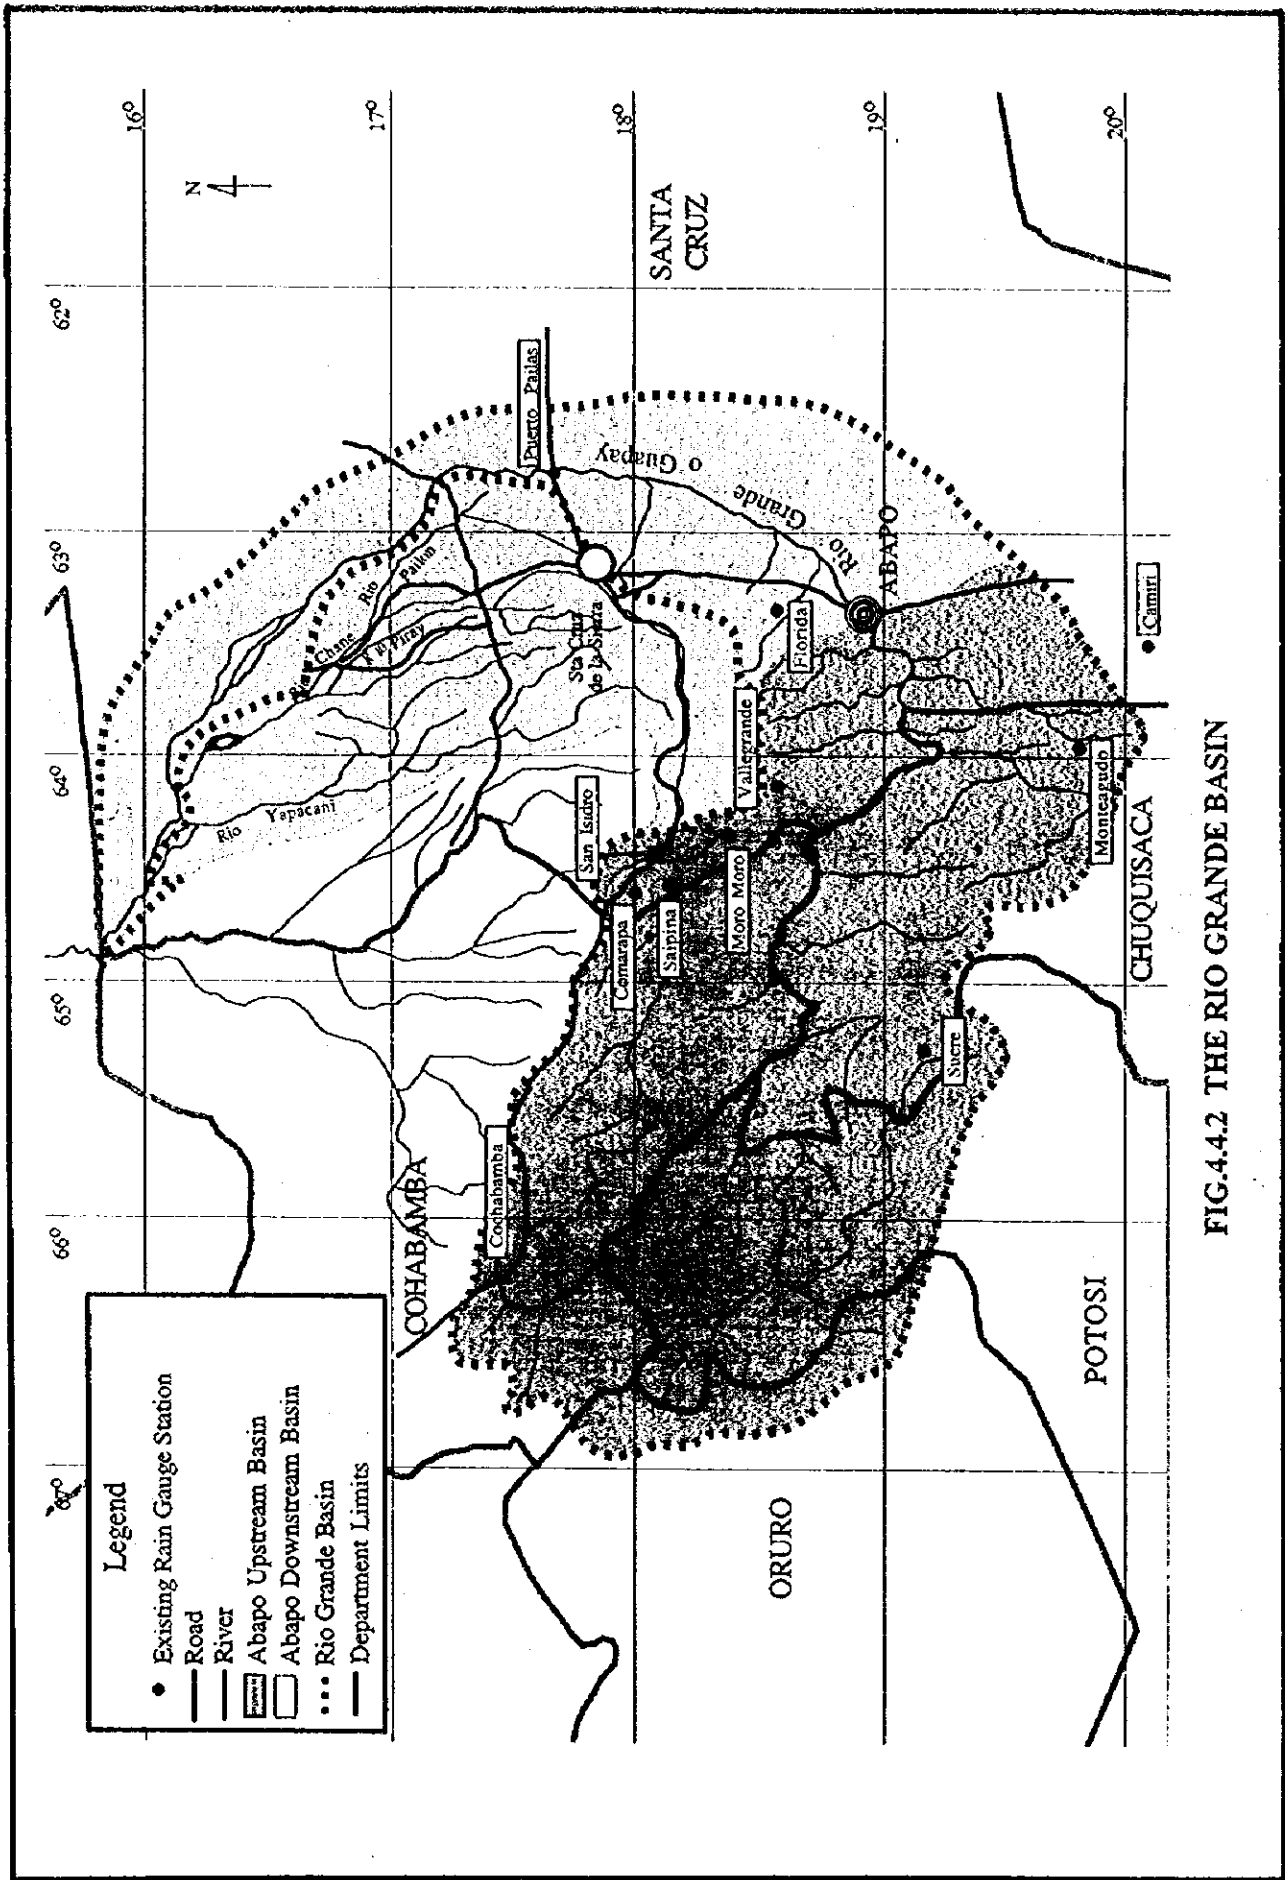 67°
66°
65°
64°
63°
62°
16°
17°
18°
19°
20°
N
Legend
Existing Rain Gauge Station
Road
River
Abapo Upstream Basin
Abapo Downstream Basin
Rio Grande Basin
Department Limits
COHABAMBA
Cochabamba
Rio Yapacani
Chane
Rio Pailon
R. Piray
Puerto Pailas
SANTA
CRUZ
Sta Cruz
de la Sierra
Rio Grande
o Guapay
San Isidro
Comarapa
Saipina
Moro Moro
Vallegrande
Florida
ABAPO
Camiri
Monteagudo
Sucre
CHUQUISACA
ORURO
POTOSI
FIG.4.4.2 THE RIO GRANDE BASIN